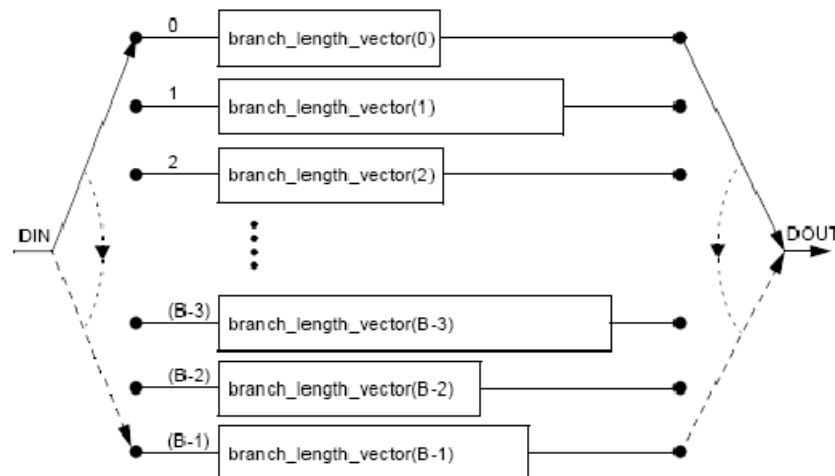 0
branch_length_vector(0)
1
branch_length_vector(1)
2
branch_length_vector(2)
DIN
DOUT
(B-3)
branch_length_vector(B-3)
(B-2)
branch_length_vector(B-2)
(B-1)
branch_length_vector(B-1)